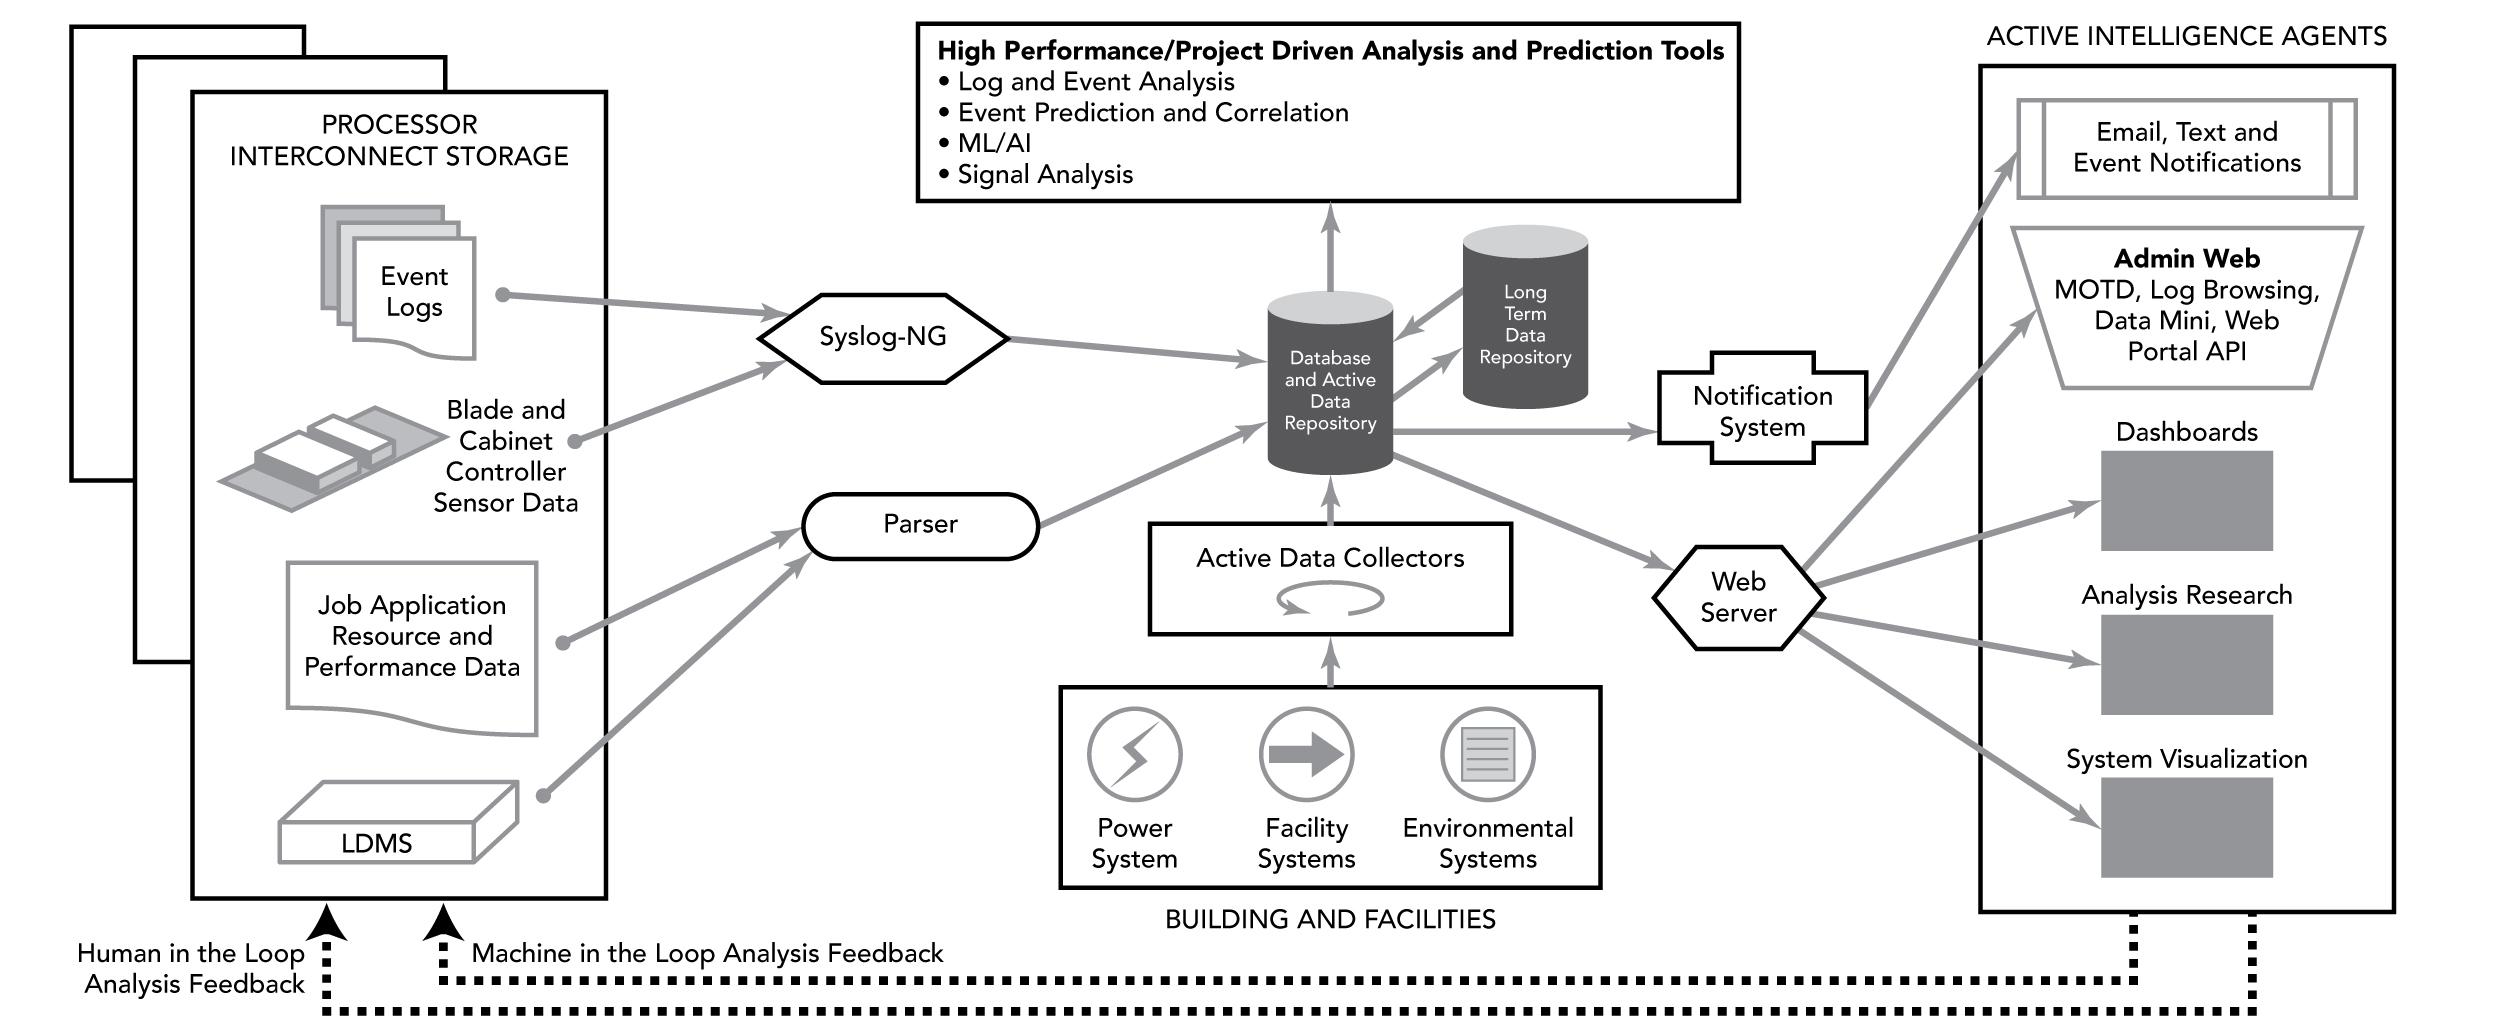 PROCESSOR
INTERCONNECT STORAGE
Event
Logs
Blade and
Cabinet
Controller
Sensor Data
Job Application
Resource and
Performance Data
LDMS
Human in the Loop
Analysis Feedback
Machine in the Loop Analysis Feedback
Syslog-NG
Parser
High Performance/Project Driven Analysis and Prediction Tools
• Log and Event Analysis
• Event Prediction and Correlation
• ML/AI
• Signal Analysis
Database
and Active
Data
Repository
Long
Term
Data
Repository
Active Data Collectors
Power
System
Facility
Systems
Environmental
Systems
BUILDING AND FACILITIES
Notification
System
Web
Server
ACTIVE INTELLIGENCE AGENTS
Email, Text and
Event Notifications
Admin Web
MOTD, Log Browsing,
Data Mini, Web
Portal API
Dashboards
Analysis Research
System Visualization